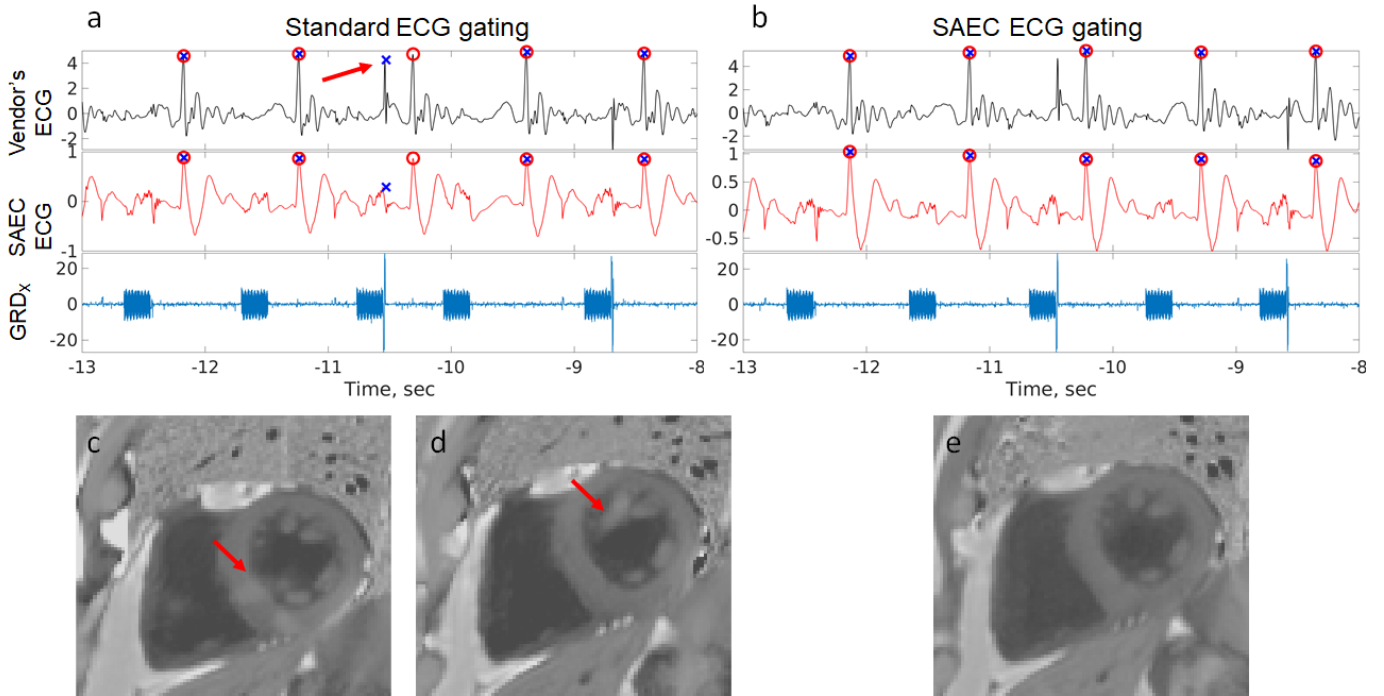 a
Standard ECG gating
b
SAEC ECG gating
Vendor's
ECG
4
2
0
-2
4
2
0
2
SAEC
ECG
1
0
1
1
0.5
0
-0.5
GRDX
20
0
-20
20
0
-20
-13
-12
-11
-10
-9
-8
-13
-12
-11
-10
-9
-8
Time, sec
Time, sec
c
d
e